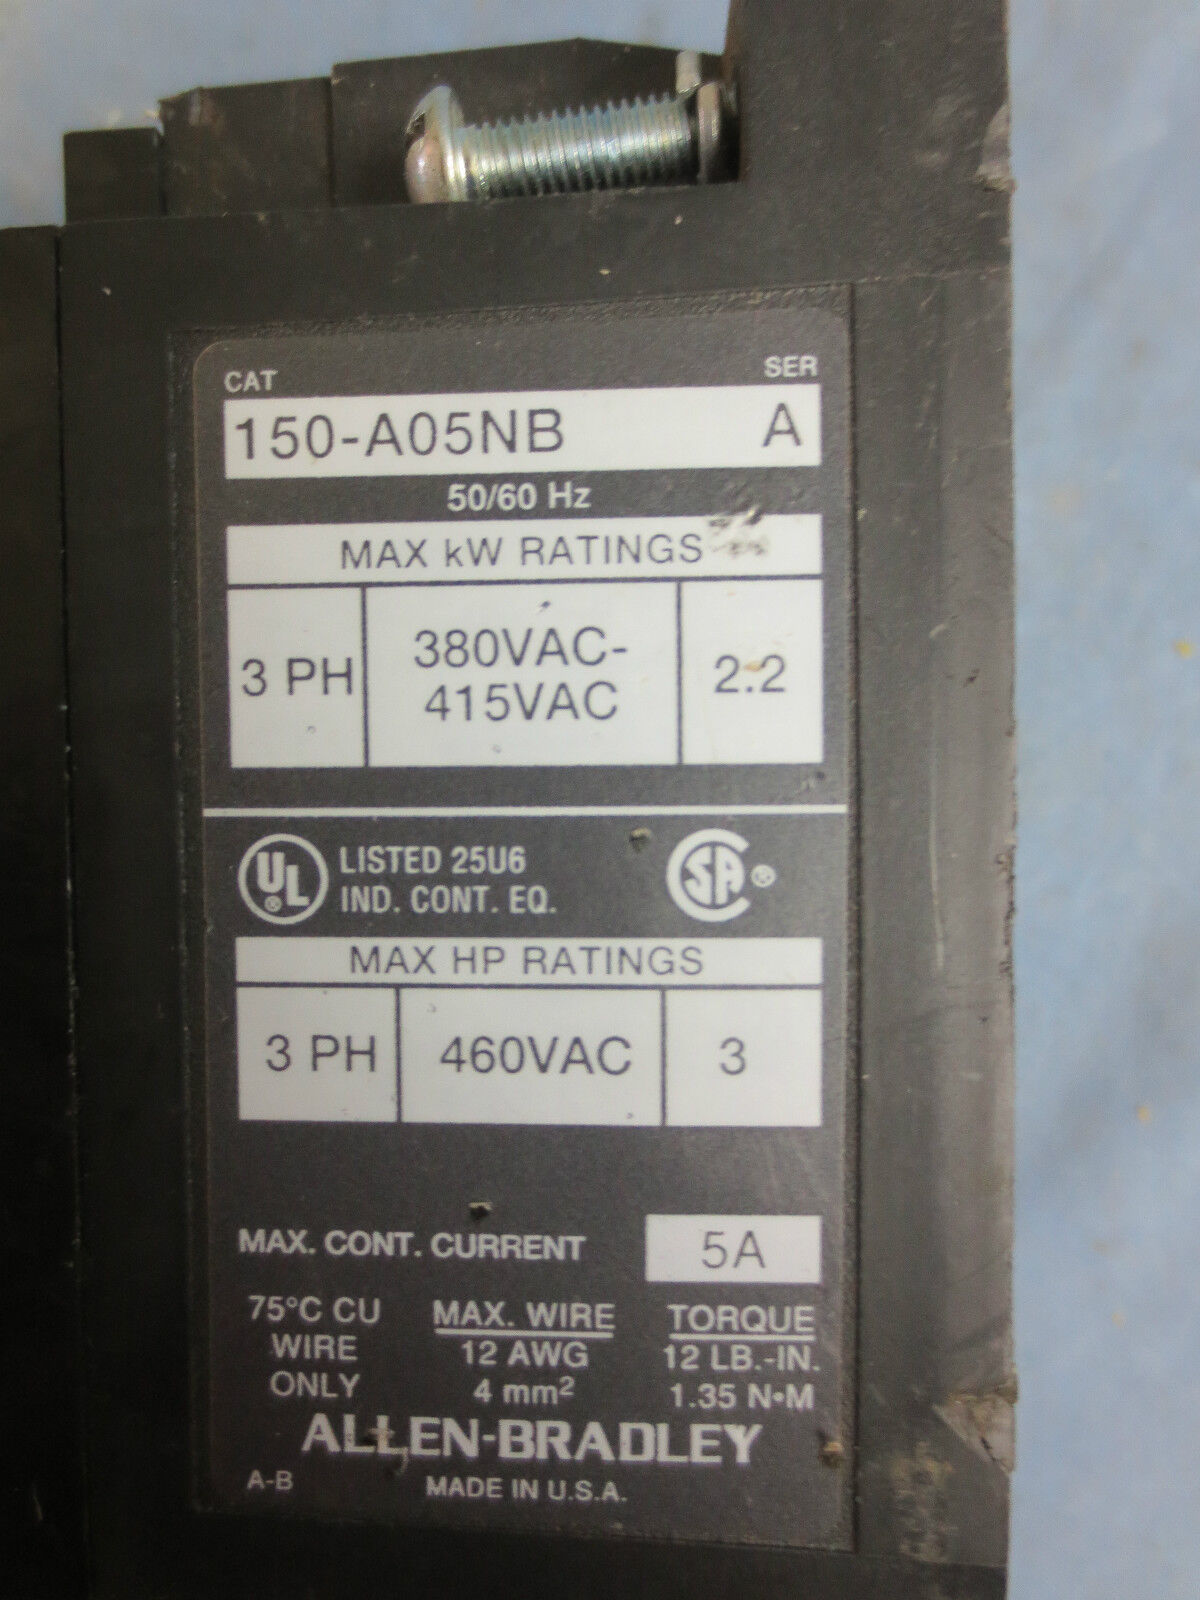 CAT SER
150-A05NB A
50/60 Hz
MAX kW RATINGS
3 PH 380VAC-415VAC 2.2
UL® LISTED 25U6
IND. CONT. EQ.
CSA®
MAX HP RATINGS
3 PH 460VAC 3
MAX. CONT. CURRENT 5A
75°C CU MAX. WIRE TORQUE
WIRE 12 AWG 12 LB.-IN.
ONLY 4 mm² 1.35 N•M
ALLEN-BRADLEY
A-B MADE IN U.S.A.